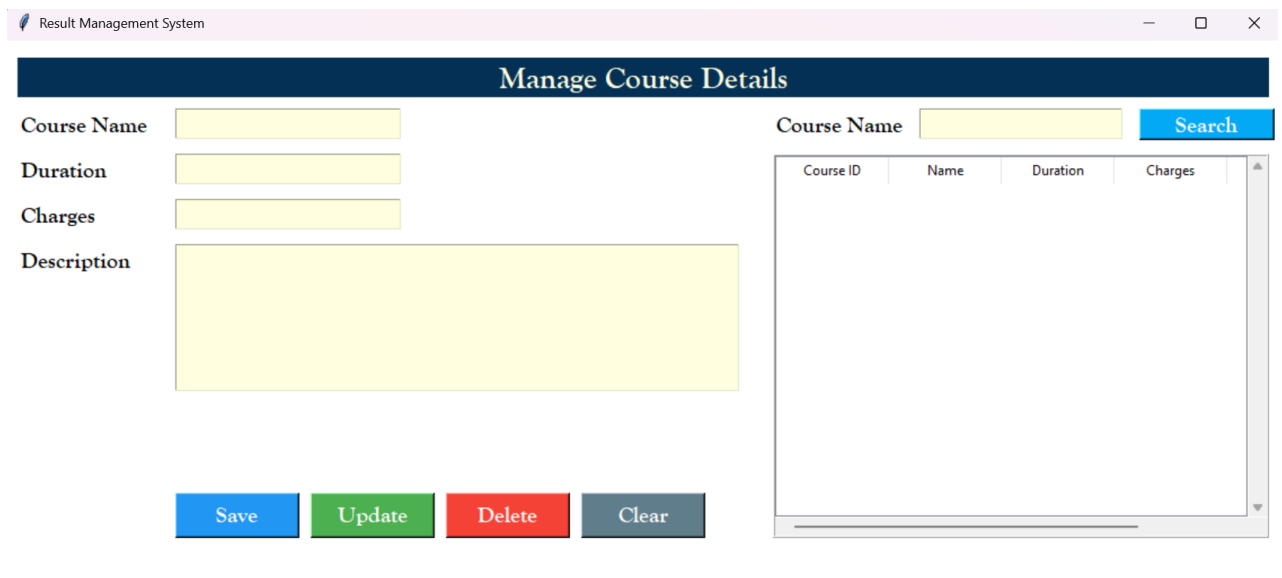 Result Management System
Manage Course Details
Course Name
Duration
Charges
Description
Save Update Delete Clear
Course Name Search
Course ID Name Duration Charges